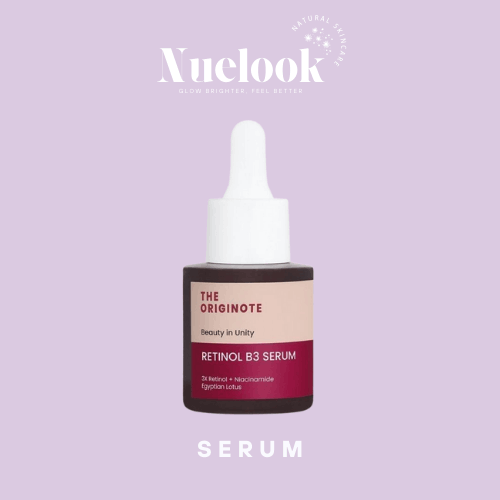 NATURAL SKINCARE
Nuelook
GLOW BRIGHTER, FEEL BETTER
THE
ORIGINOTE
Beauty in Unity
RETINOL B3 SERUM
3X Retinol + Niacinamide
Egyptian Lotus
SERUM